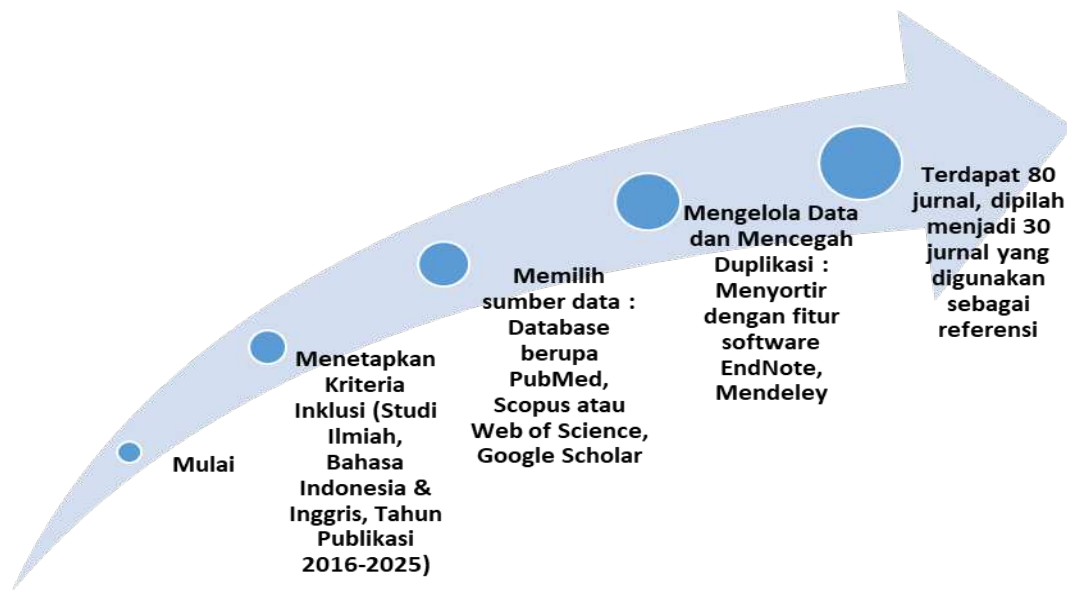 Mulai
Menetapkan
Kriteria
Inklusi (Studi
Ilmiah,
Bahasa
Indonesia &
Inggris, Tahun
Publikasi
2016-2025)
Memilih
sumber data :
Database
berupa
PubMed,
Scopus atau
Web of Science,
Google Scholar
Mengelola Data
dan Mencegah
Duplikasi :
Menyortir
dengan fitur
software
EndNote,
Mendeley
Terdapat 80
jurnal, dipilah
menjadi 30
jurnal yang
digunakan
sebagai
referensi